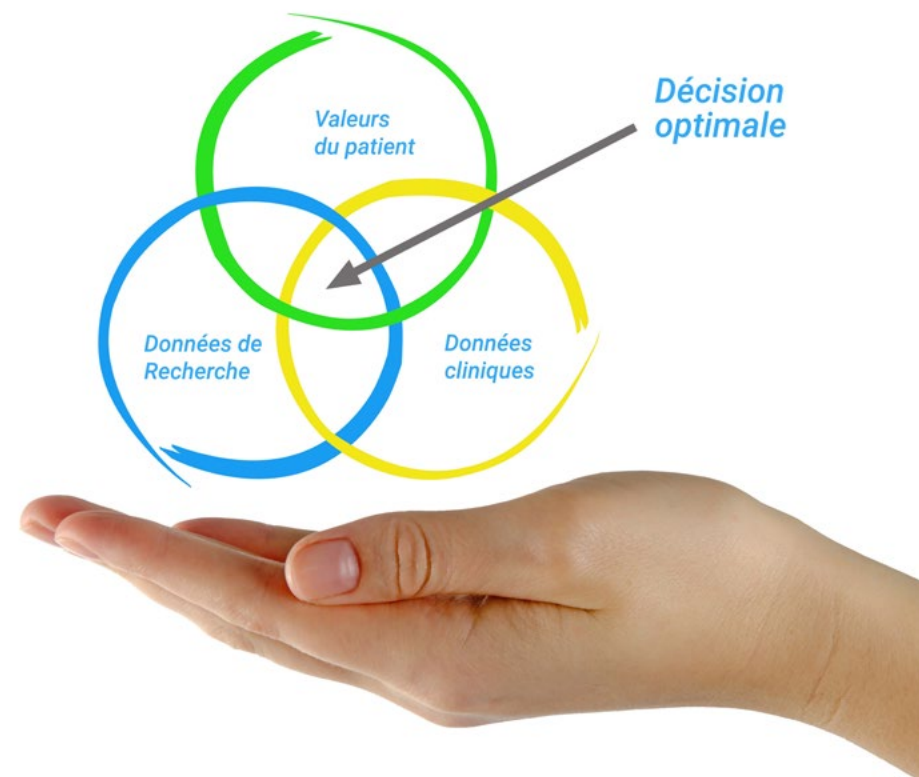 Valeurs
du patient
Décision
optimale
Données de
Recherche
Données
cliniques